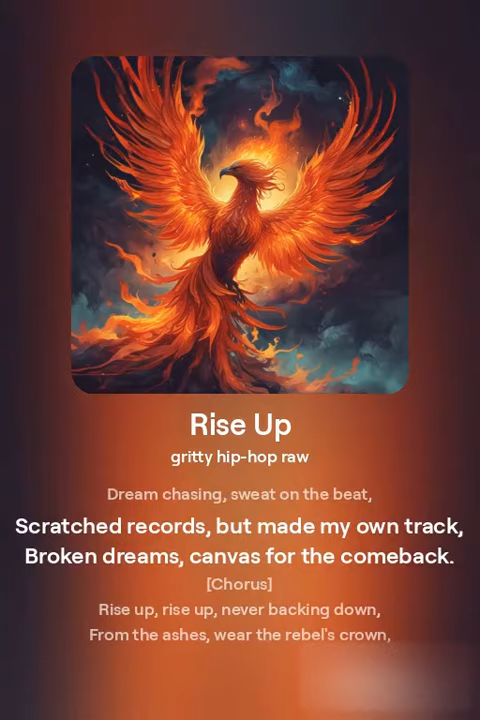 Rise Up
gritty hip-hop raw
Dream chasing, sweat on the beat,
Scratched records, but made my own track,
Broken dreams, canvas for the comeback.
[Chorus]
Rise up, rise up, never backing down,
From the ashes, wear the rebel's crown,